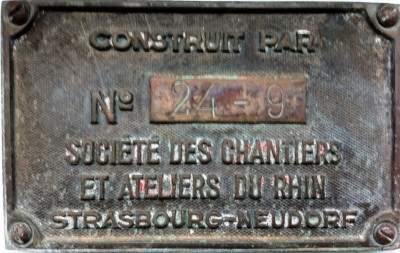 CONSTRUIT PAR
Nº 24-9
SOCIÉTÉ DES CHANTIERS
ET ATELIERS DU RHIN
STRASBOURG-NEUDORF